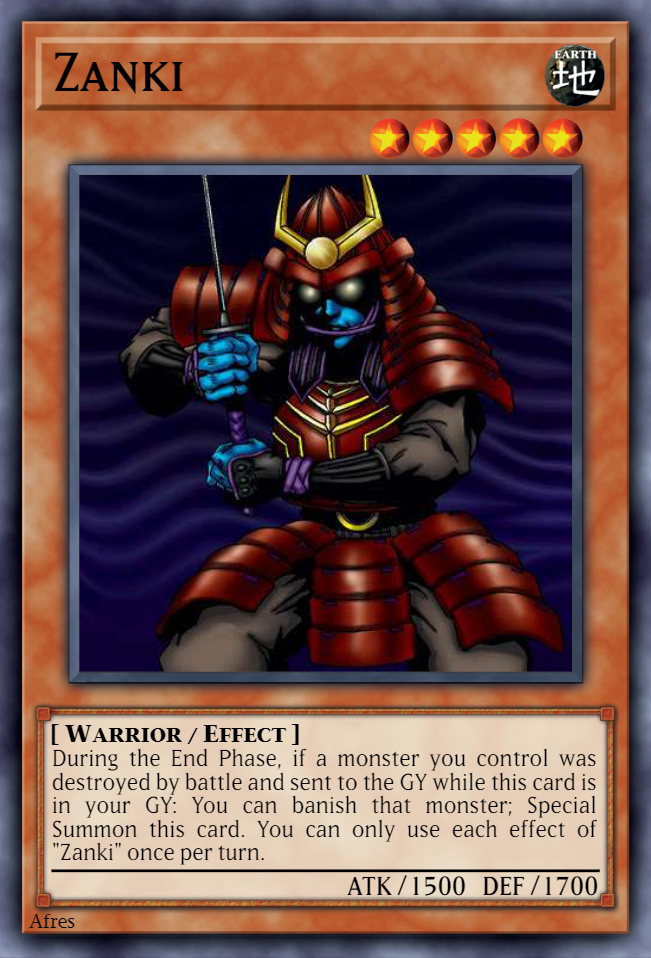 Zanki
EARTH
地
[ Warrior / Effect ]
During the End Phase, if a monster you control was
destroyed by battle and sent to the GY while this card is
in your GY: You can banish that monster; Special
Summon this card. You can only use each effect of
"Zanki" once per turn.
ATK / 1500 DEF / 1700
Afres